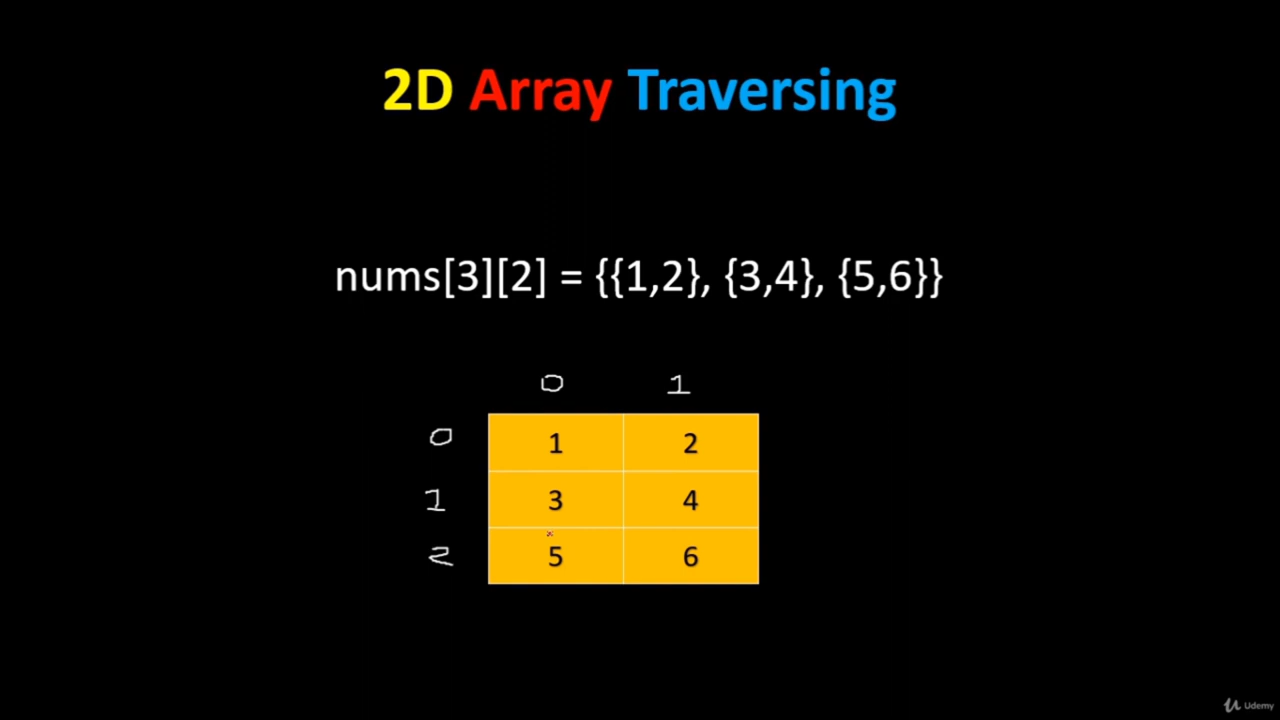 2D Array Traversing
nums[3][2] = {{1,2}, {3,4}, {5,6}}
0 1
0 1 2
1 3 4
2 5 6
Udemy